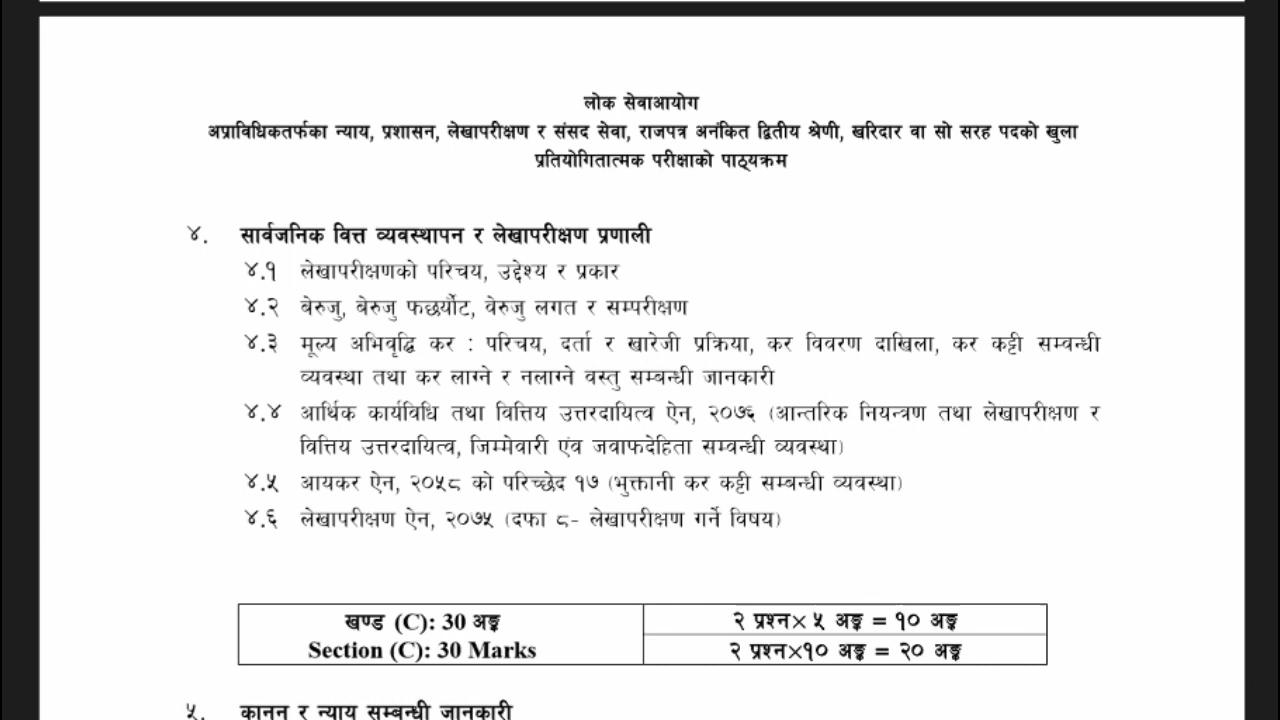 लोक सेवाआयोग
अप्राविधिकतर्फका न्याय, प्रशासन, लेखापरीक्षण र संसद सेवा, राजपत्र अनंकित द्वितीय श्रेणी, खरिदार वा सो सरह पदको खुला
प्रतियोगितात्मक परीक्षाको पाठ्यक्रम
४. सार्वजनिक वित्त व्यवस्थापन र लेखापरीक्षण प्रणाली
४.१ लेखापरीक्षणको परिचय, उद्देश्य र प्रकार
४.२ बेरुजु, बेरुजु फछर्यौट, वेरुजु लगत र सम्परीक्षण
४.३ मूल्य अभिवृद्धि कर : परिचय, दर्ता र खारेजी प्रक्रिया, कर विवरण दाखिला, कर कट्टी सम्बन्धी
व्यवस्था तथा कर लाग्ने र नलाग्ने वस्तु सम्बन्धी जानकारी
४.४ आर्थिक कार्यविधि तथा वित्तिय उत्तरदायित्व ऐन, २०७६ (आन्तरिक नियन्त्रण तथा लेखापरीक्षण र
वित्तिय उत्तरदायित्व, जिम्मेवारी एंव जवाफदेहिता सम्वन्धी व्यवस्था)
४.५ आयकर ऐन, २०५८ को परिच्छेद १७ (भुक्तानी कर कट्टी सम्बन्धी व्यवस्था)
४.६ लेखापरीक्षण ऐन, २०७५ (दफा ८- लेखापरीक्षण गर्ने विषय)
खण्ड (C): 30 अङ्क
Section (C): 30 Marks
२ प्रश्न× ५ अङ्क = १० अङ्क
२ प्रश्न×१० अङ्क = २० अङ्क
५. कानून र न्याय सम्बन्धी जानकारी